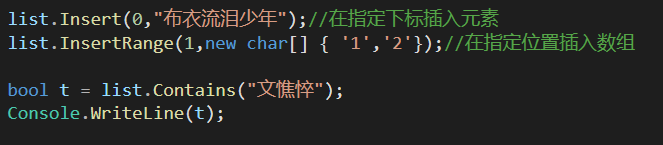 list.Insert(0,"布衣流泪少年");//在指定下标插入元素
list.InsertRange(1,new char[] { '1','2'});//在指定位置插入数组
bool t = list.Contains("文憔悴");
Console.WriteLine(t);